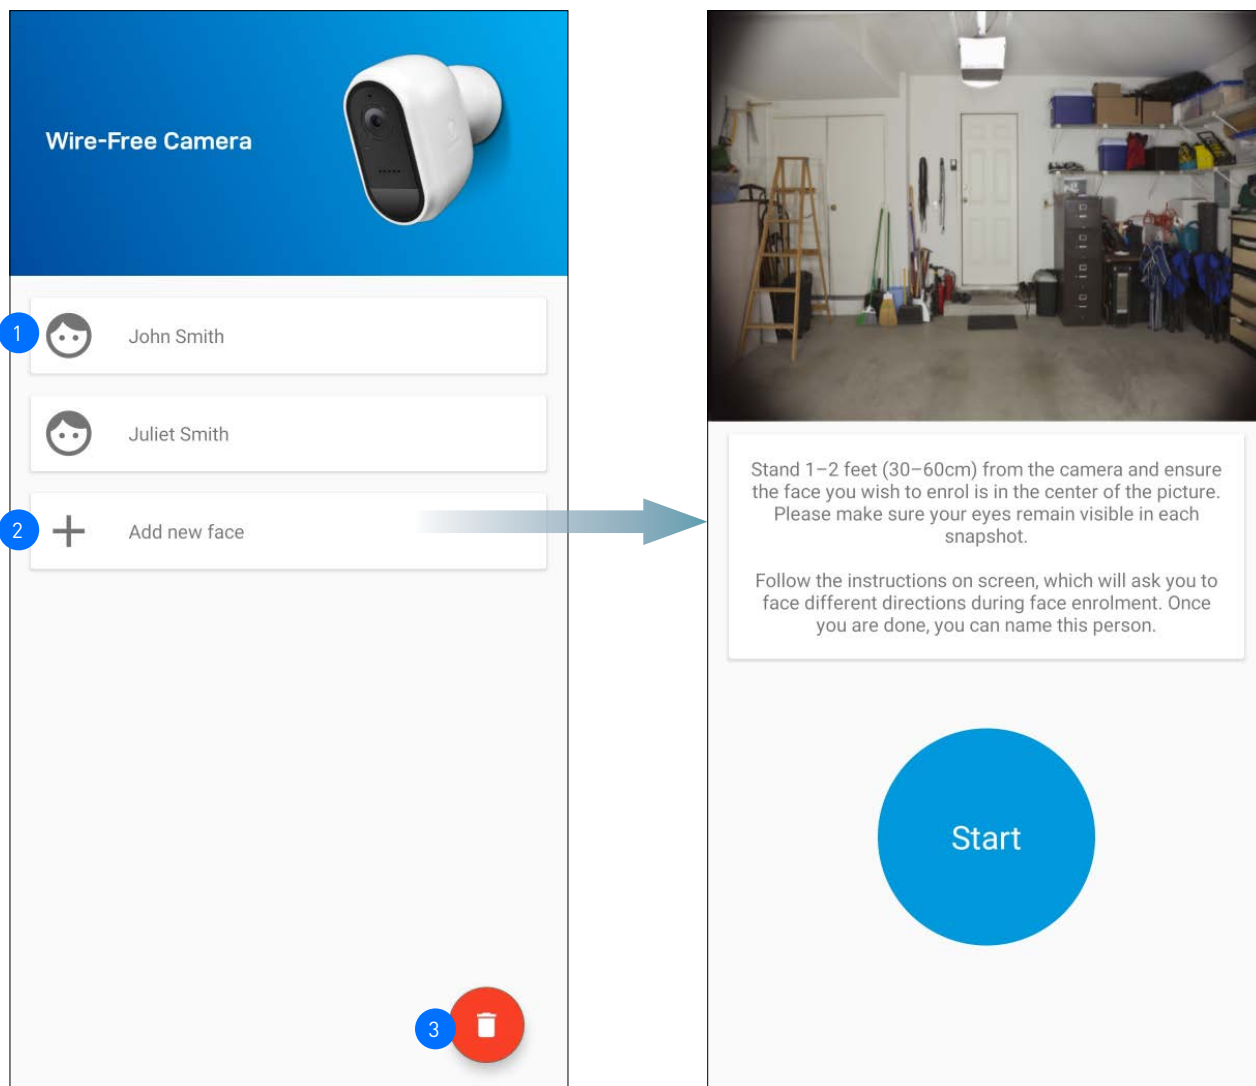 Wire-Free Camera
1
John Smith
Juliet Smith
2
Add new face
3
Stand 1–2 feet (30–60cm) from the camera and ensure
the face you wish to enrol is in the center of the picture.
Please make sure your eyes remain visible in each
snapshot.
Follow the instructions on screen, which will ask you to
face different directions during face enrolment. Once
you are done, you can name this person.
Start